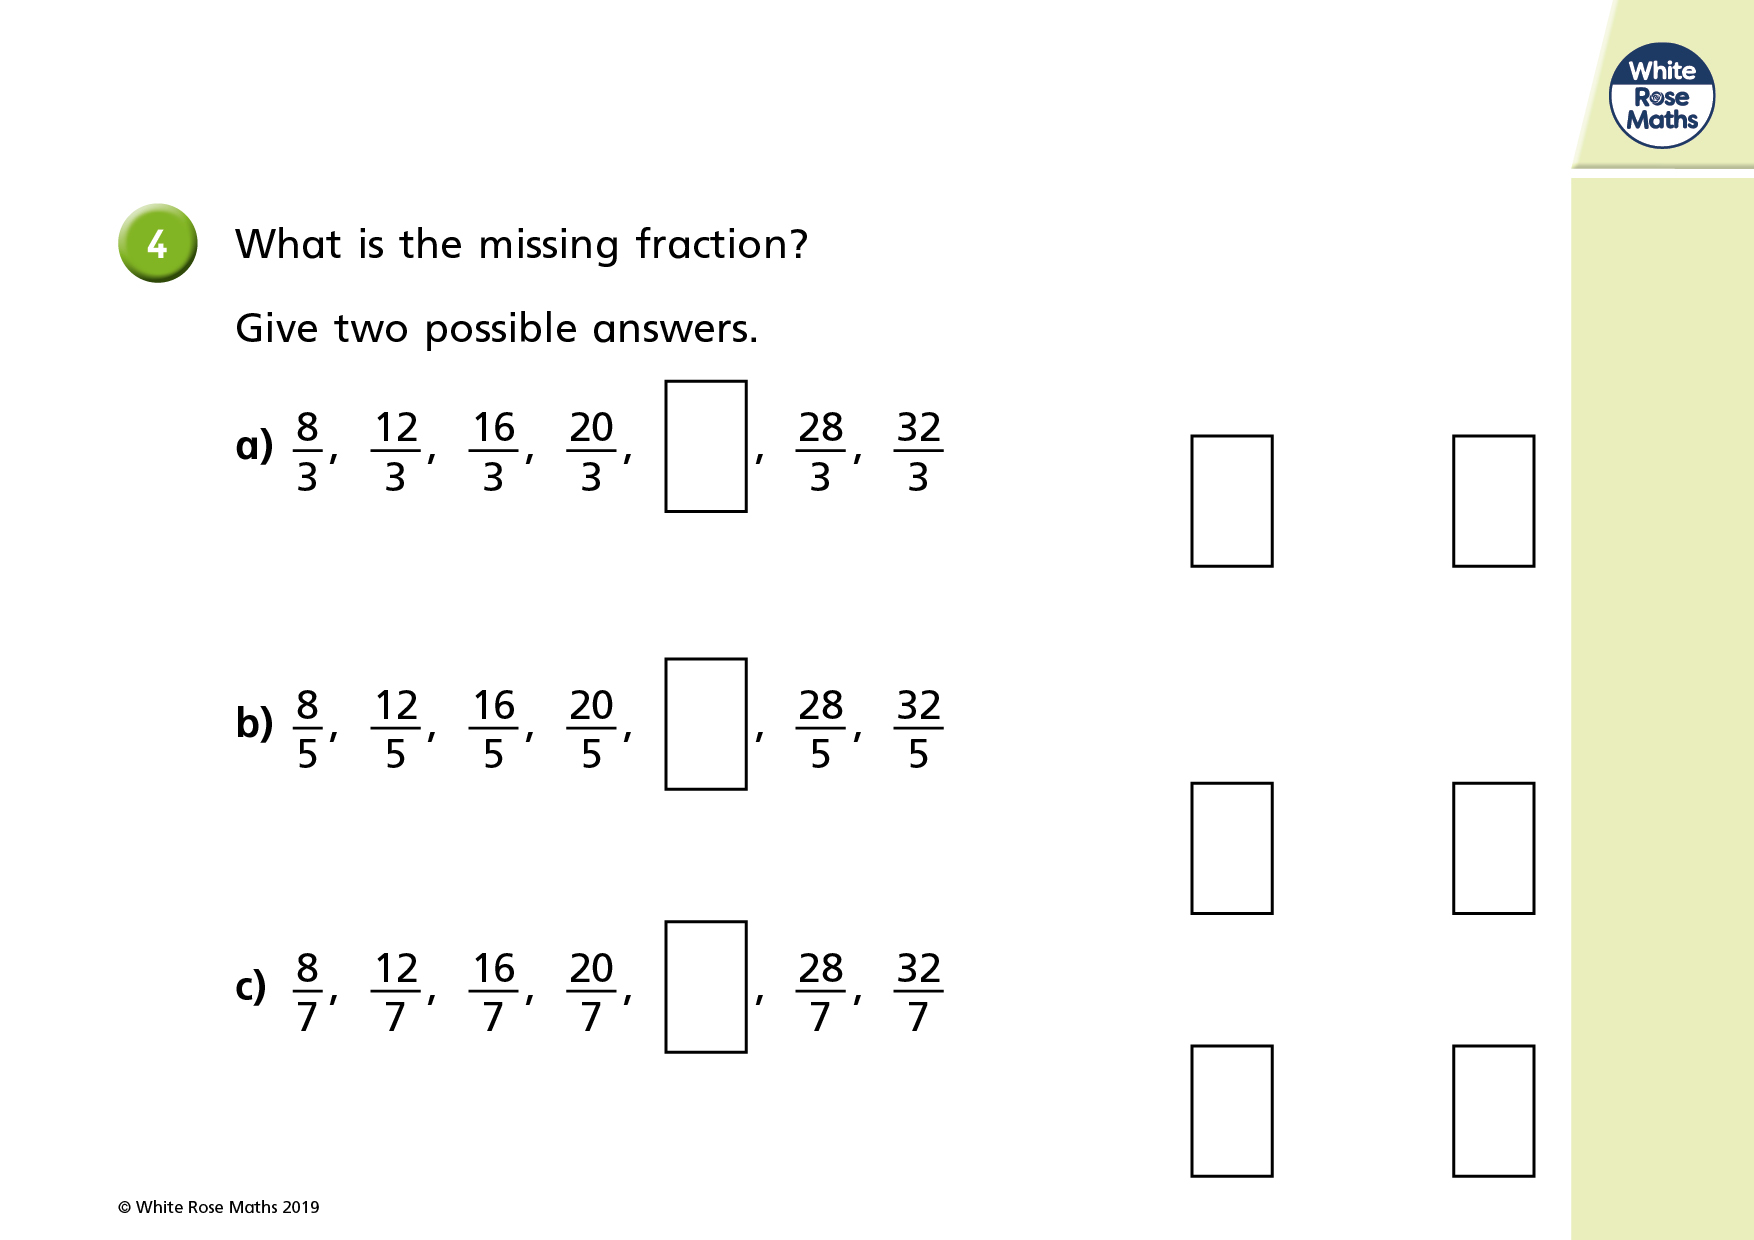 White
Rose
Maths
4 What is the missing fraction?
Give two possible answers.
a) 8/3, 12/3, 16/3, 20/3, , 28/3, 32/3
b) 8/5, 12/5, 16/5, 20/5, , 28/5, 32/5
c) 8/7, 12/7, 16/7, 20/7, , 28/7, 32/7
© White Rose Maths 2019